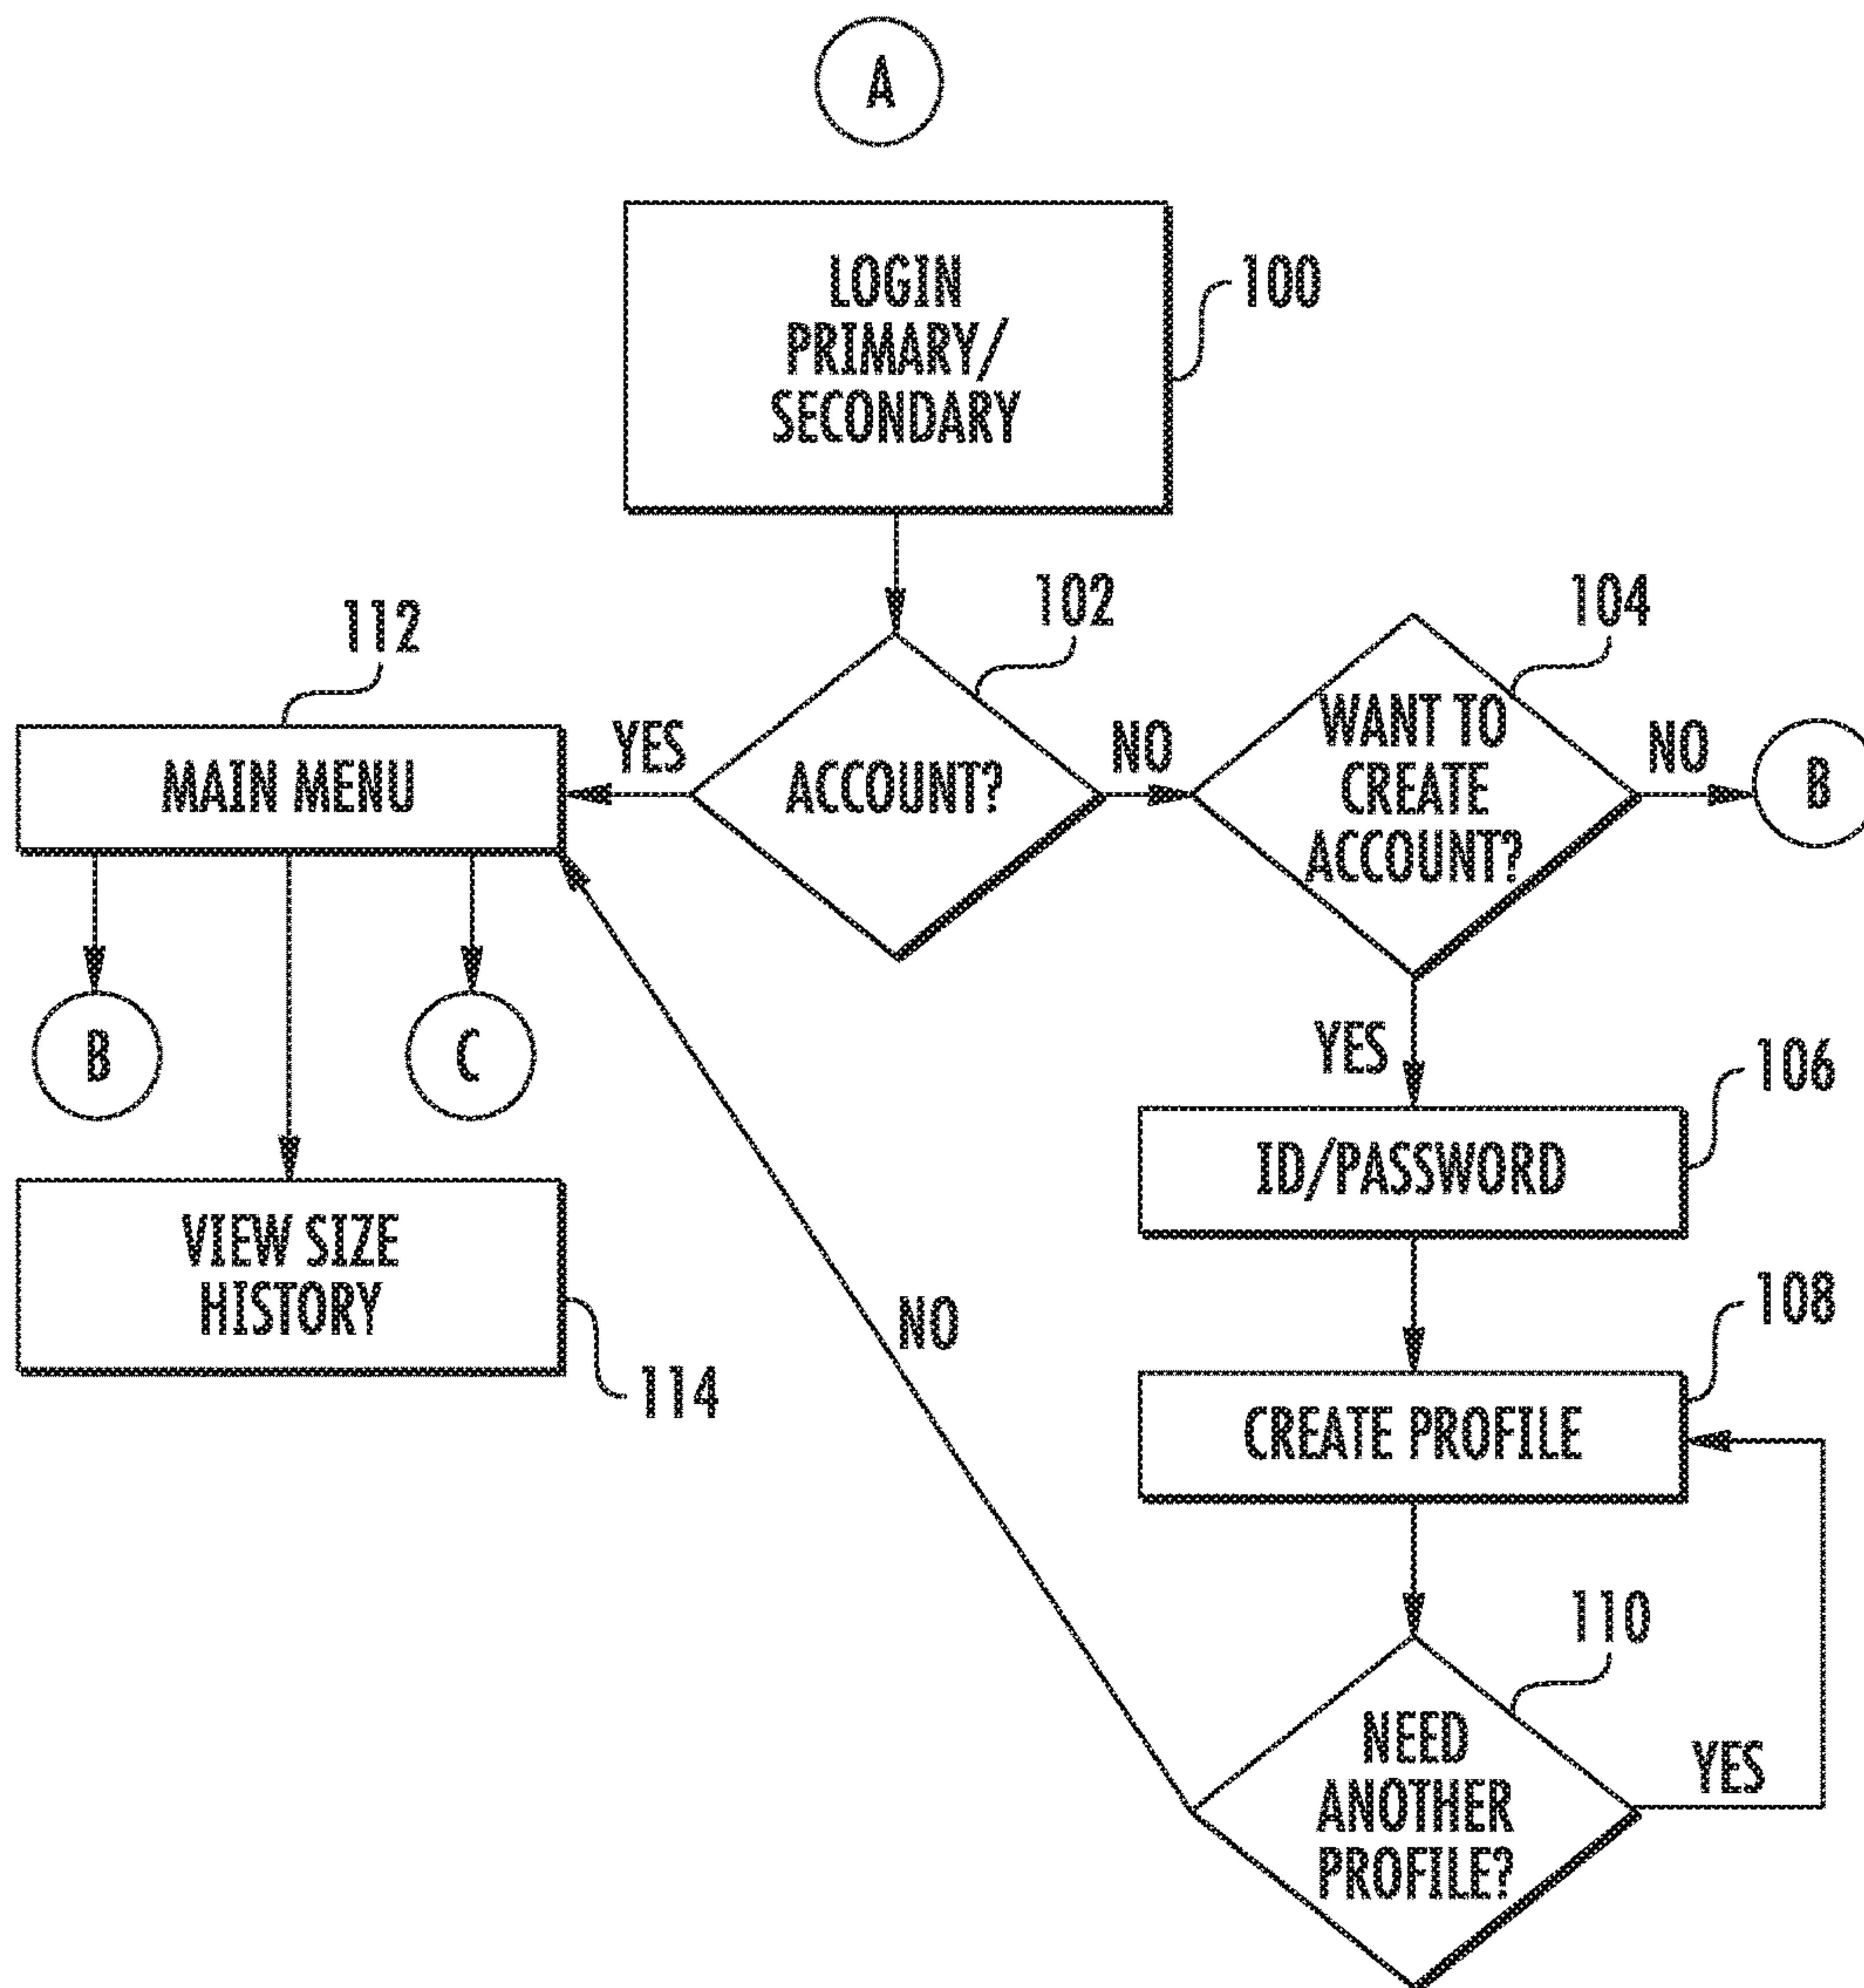 A
LOGIN
PRIMARY/
SECONDARY
100
102
104
112
MAIN MENU
YES
ACCOUNT?
NO
WANT TO
CREATE
ACCOUNT?
NO
B
B
C
YES
106
ID/PASSWORD
VIEW SIZE
HISTORY
114
NO
108
CREATE PROFILE
110
NEED
ANOTHER
PROFILE?
YES